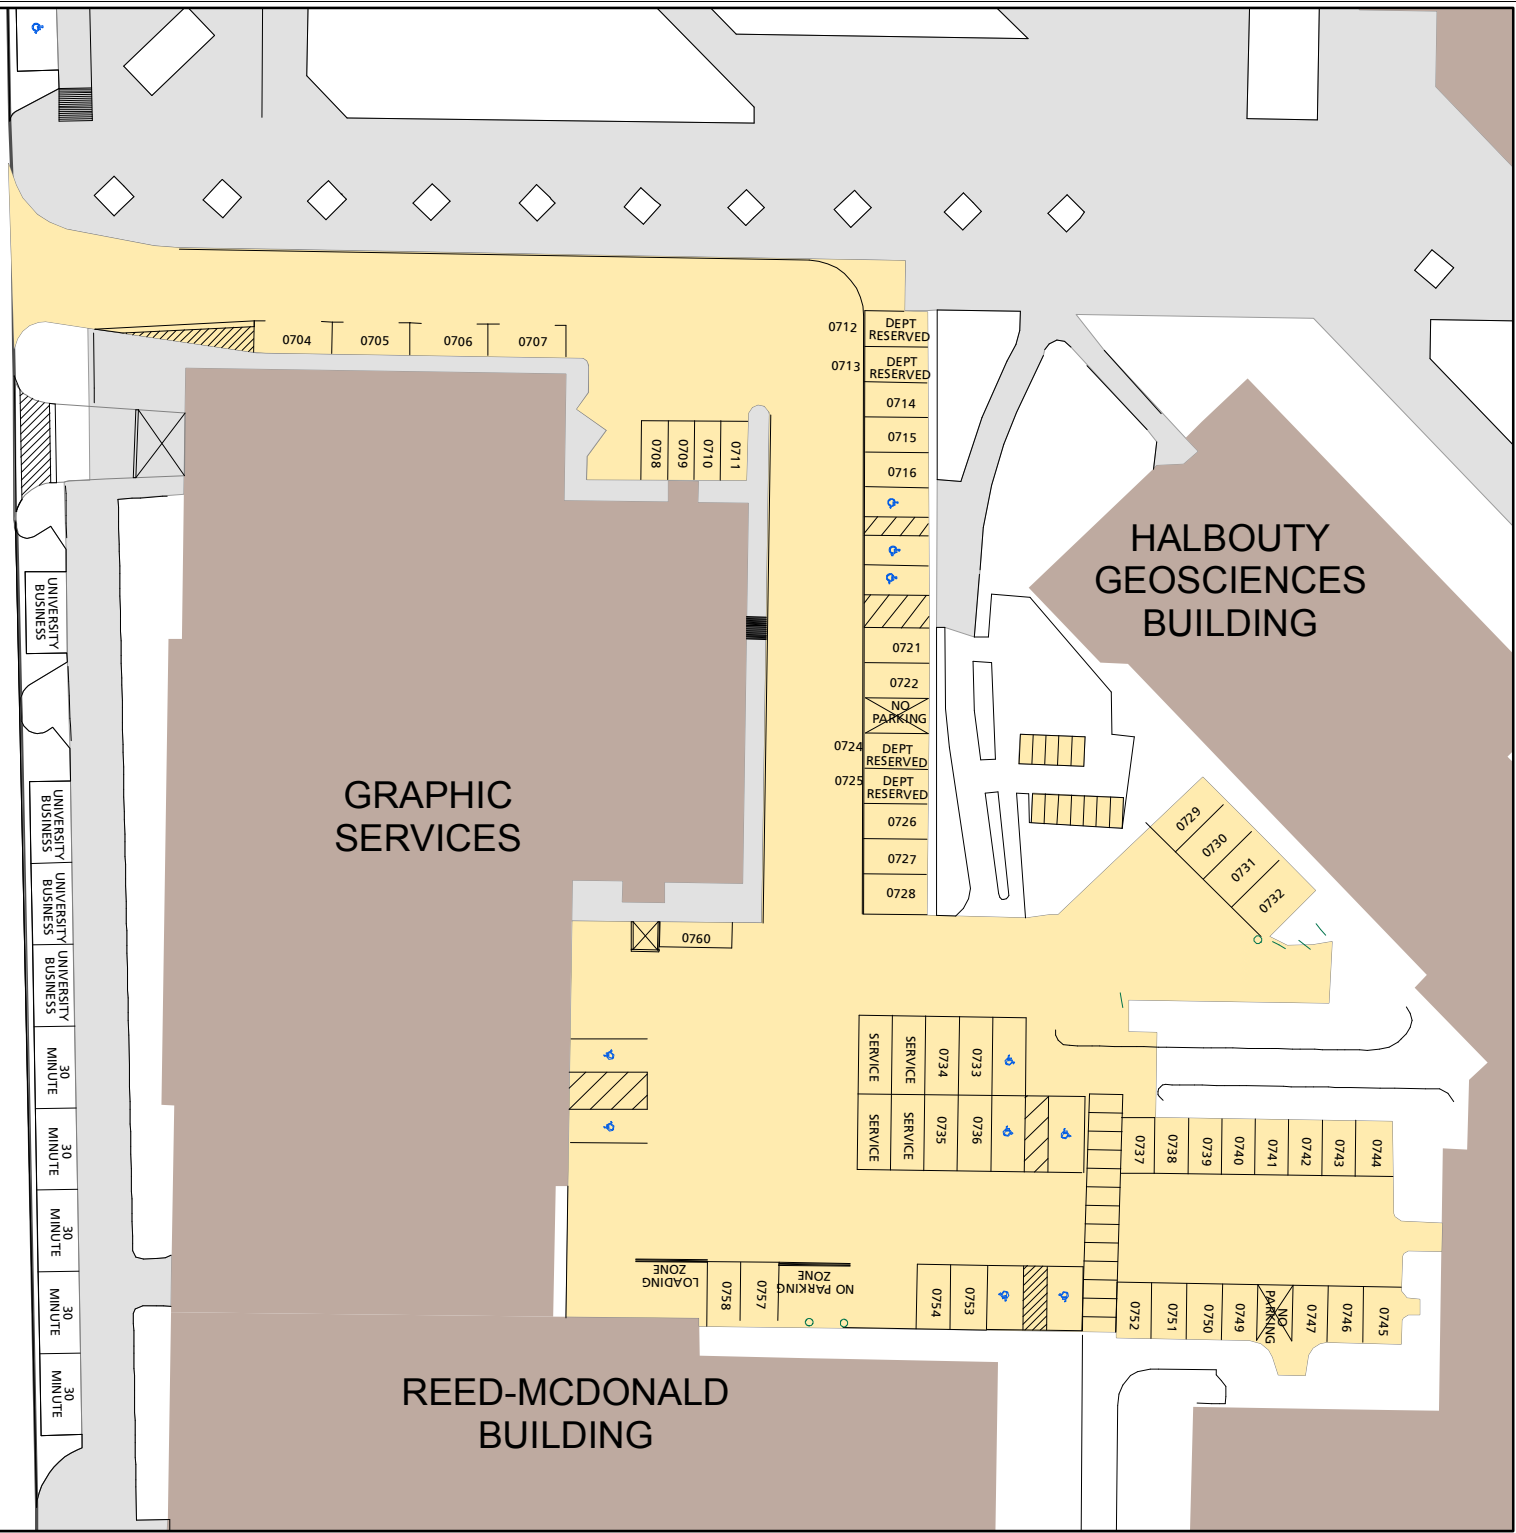 0704
0705
0706
0707
0712
DEPT
RESERVED
0713
DEPT
RESERVED
0714
0715
0716
0708
0709
0710
0711
HALBOUTY
GEOSCIENCES
BUILDING
UNIVERSITY
BUSINESS
0721
0722
NO
PARKING
0724
DEPT
RESERVED
0725
DEPT
RESERVED
0726
0727
0728
GRAPHIC
SERVICES
UNIVERSITY
BUSINESS
UNIVERSITY
BUSINESS
UNIVERSITY
BUSINESS
0729
0730
0731
0732
0760
SERVICE
SERVICE
0734
0733
SERVICE
SERVICE
0735
0736
30
MINUTE
30
MINUTE
30
MINUTE
30
MINUTE
30
MINUTE
0737
0738
0739
0740
0741
0742
0743
0744
LOADING
ZONE
0758
0757
NO PARKING
ZONE
0754
0753
0752
0751
0750
0749
NO
PARKING
0747
0746
0745
REED-MCDONALD
BUILDING